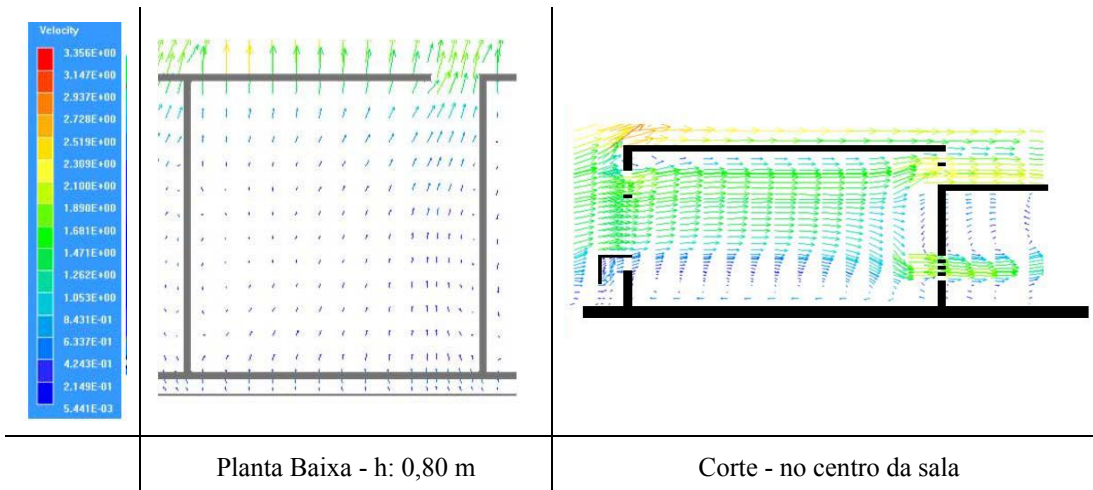 Velocity
3.356E+00
3.147E+00
2.937E+00
2.728E+00
2.519E+00
2.309E+00
2.100E+00
1.890E+00
1.681E+00
1.471E+00
1.262E+00
1.053E+00
8.431E-01
6.337E-01
4.243E-01
2.149E-01
5.441E-03
Planta Baixa - h: 0,80 m
Corte - no centro da sala